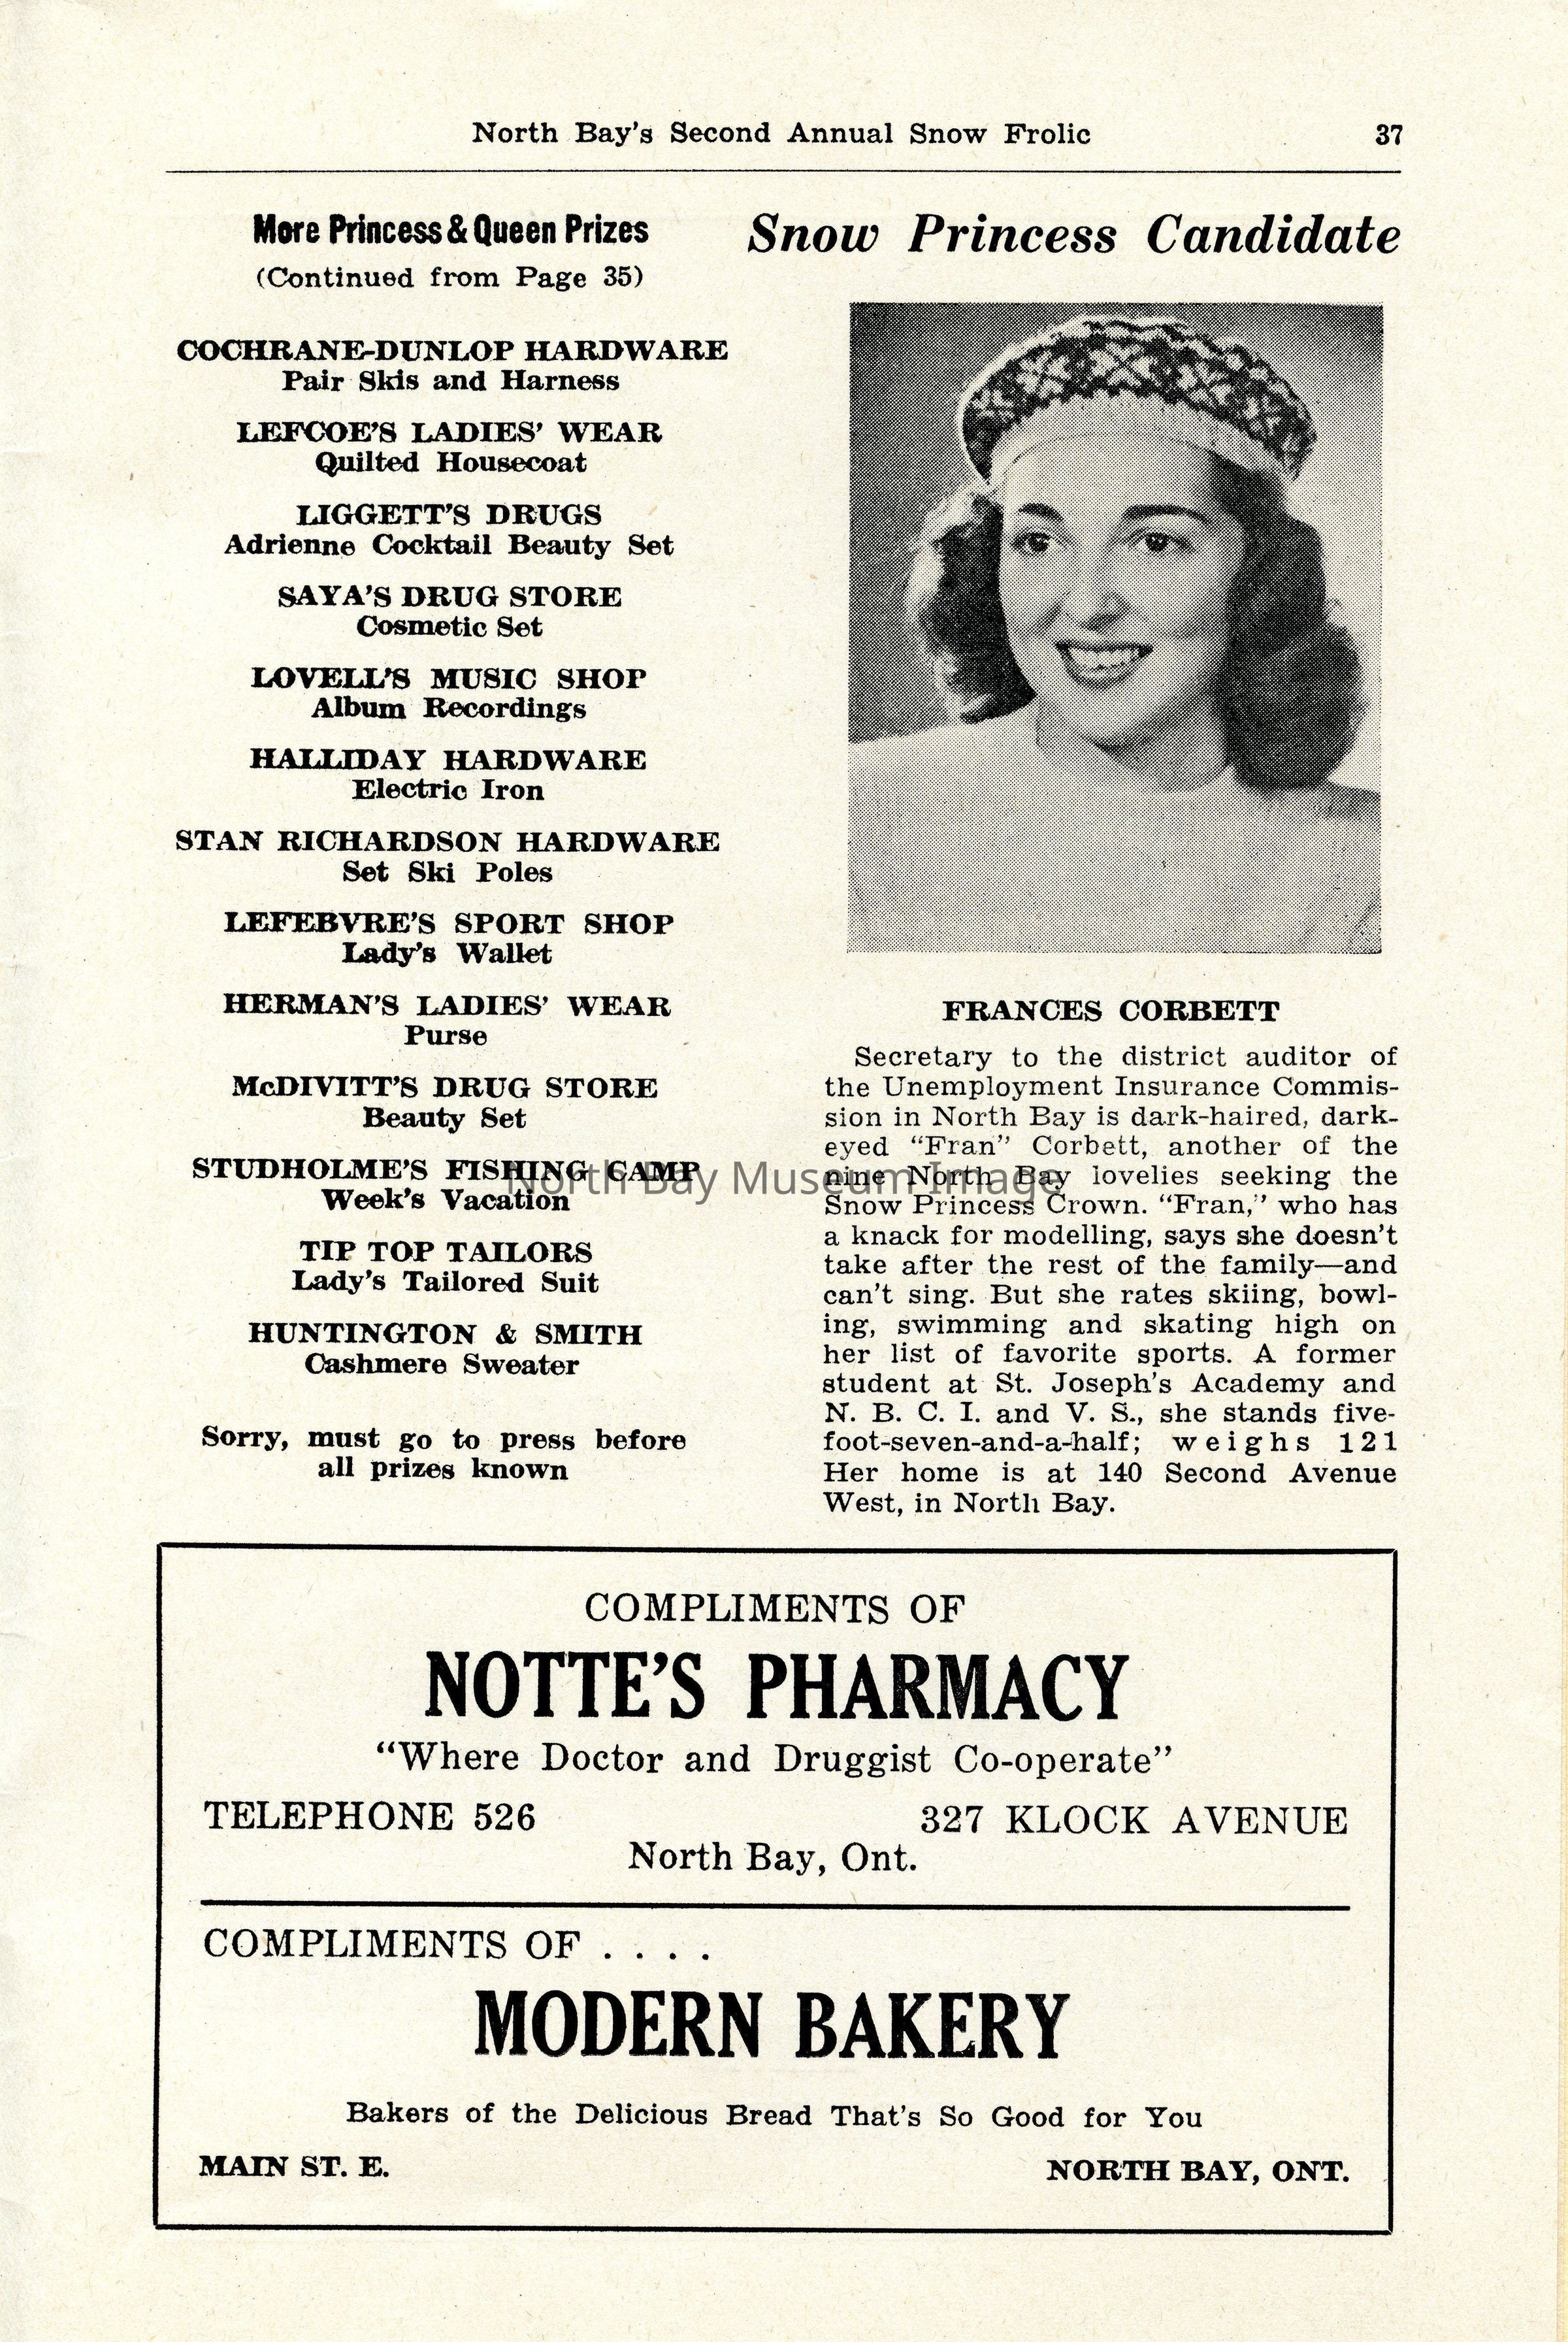 North Bay's Second Annual Snow Frolic 37
More Princess & Queen Prizes
(Continued from Page 35)
COCHRANE-DUNLOP HARDWARE
Pair Skis and Harness
LEFCOE'S LADIES' WEAR
Quilted Housecoat
LIGGETT'S DRUGS
Adrienne Cocktail Beauty Set
SAYA'S DRUG STORE
Cosmetic Set
LOVELL'S MUSIC SHOP
Album Recordings
HALLIDAY HARDWARE
Electric Iron
STAN RICHARDSON HARDWARE
Set Ski Poles
LEFEBVRE'S SPORT SHOP
Lady's Wallet
HERMAN'S LADIES' WEAR
Purse
McDIVITT'S DRUG STORE
Beauty Set
STUDHOLME'S FISHING CAMP
Week's Vacation
TIP TOP TAILORS
Lady's Tailored Suit
HUNTINGTON & SMITH
Cashmere Sweater
Sorry, must go to press before
all prizes known
Snow Princess Candidate
FRANCES CORBETT
Secretary to the district auditor of
the Unemployment Insurance Commis-
sion in North Bay is dark-haired, dark-
eyed "Fran" Corbett, another of the
nine North Bay lovelies seeking the
Snow Princess Crown. "Fran," who has
a knack for modelling, says she doesn't
take after the rest of the family—and
can't sing. But she rates skiing, bowl-
ing, swimming and skating high on
her list of favorite sports. A former
student at St. Joseph's Academy and
N. B. C. I. and V. S., she stands five-
foot-seven-and-a-half; weighs 121
Her home is at 140 Second Avenue
West, in North Bay.
North Bay Museum Image
COMPLIMENTS OF
NOTTE'S PHARMACY
"Where Doctor and Druggist Co-operate"
TELEPHONE 526 327 KLOCK AVENUE
North Bay, Ont.
COMPLIMENTS OF . . . .
MODERN BAKERY
Bakers of the Delicious Bread That's So Good for You
MAIN ST. E. NORTH BAY, ONT.